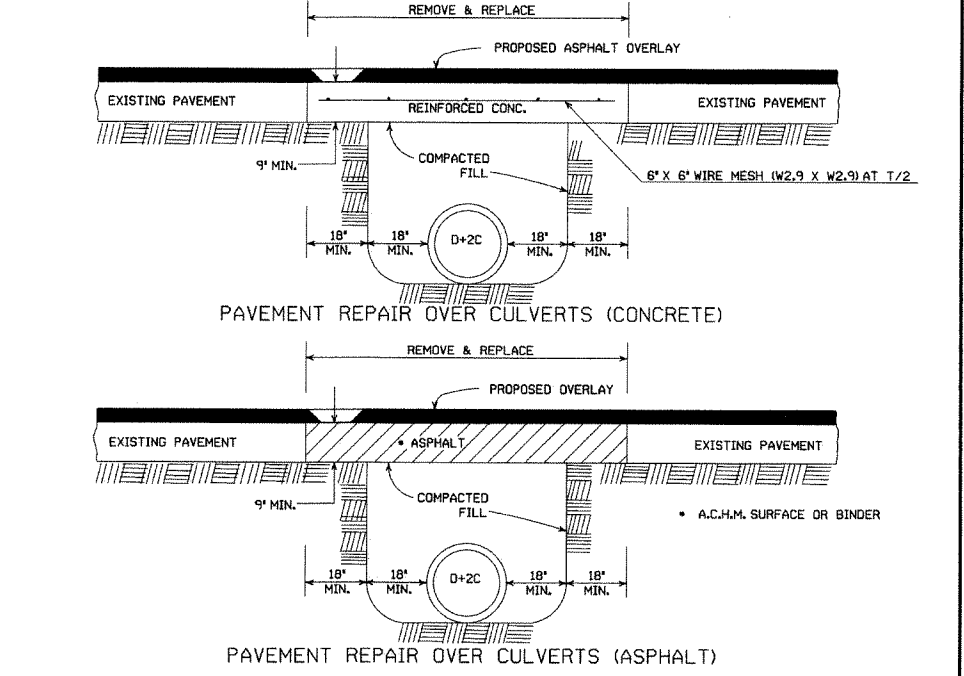 REMOVE & REPLACE
PROPOSED ASPHALT OVERLAY
EXISTING PAVEMENT
REINFORCED CONC.
EXISTING PAVEMENT
9" MIN.
COMPACTED
FILL
6" X 6" WIRE MESH (W2.9 X W2.9) AT T/2
18"
MIN.
18"
MIN.
D+2C
18"
MIN.
18"
MIN.
PAVEMENT REPAIR OVER CULVERTS (CONCRETE)
REMOVE & REPLACE
PROPOSED OVERLAY
EXISTING PAVEMENT
* ASPHALT
EXISTING PAVEMENT
9" MIN.
COMPACTED
FILL
* A.C.H.M. SURFACE OR BINDER
18"
MIN.
18"
MIN.
D+2C
18"
MIN.
18"
MIN.
PAVEMENT REPAIR OVER CULVERTS (ASPHALT)